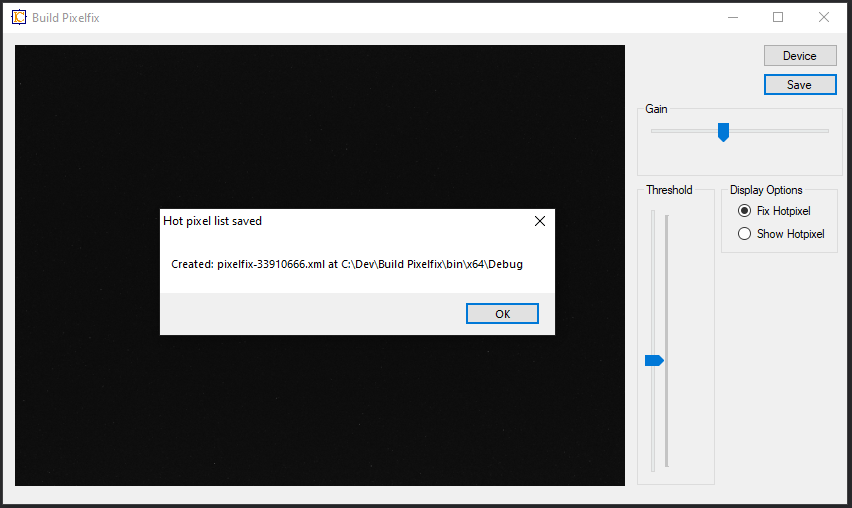 Build Pixelfix
Device
Save
Gain
Threshold
Display Options
Fix Hotpixel
Show Hotpixel
Hot pixel list saved
Created: pixelfix-33910666.xml at C:\Dev\Build Pixelfix\bin\x64\Debug
OK